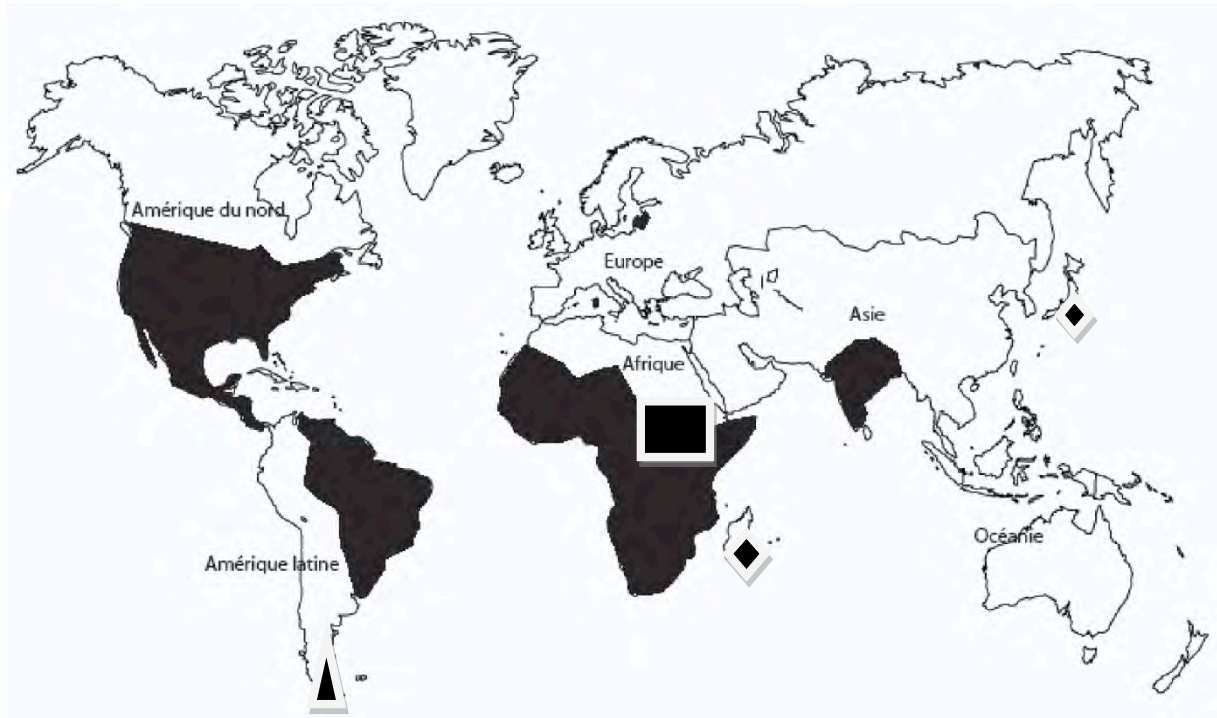 Amérique du nord
Europe
Asie
Afrique
Océanie
Amérique latine